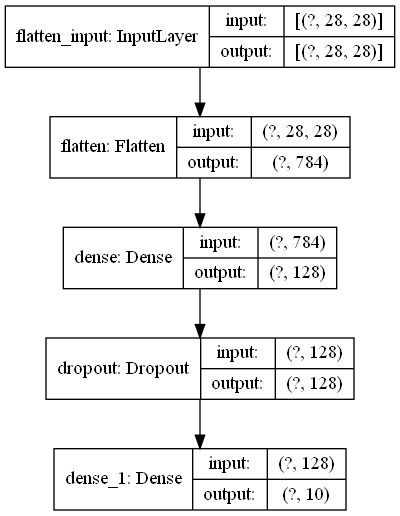 flatten_input: InputLayer
input:
[(?, 28, 28)]
output:
[(?, 28, 28)]
flatten: Flatten
input:
(?, 28, 28)
output:
(?, 784)
dense: Dense
input:
(?, 784)
output:
(?, 128)
dropout: Dropout
input:
(?, 128)
output:
(?, 128)
dense_1: Dense
input:
(?, 128)
output:
(?, 10)